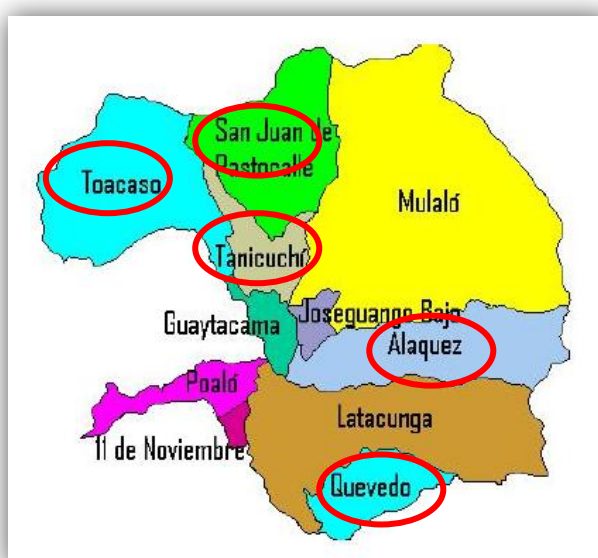 San Juan de
Pastocalle
Toacaso
Mulaló
Tanicuchí
Joseguango Bajo
Guaytacama
Alaquez
Poaló
Latacunga
11 de Noviembre
Quevedo